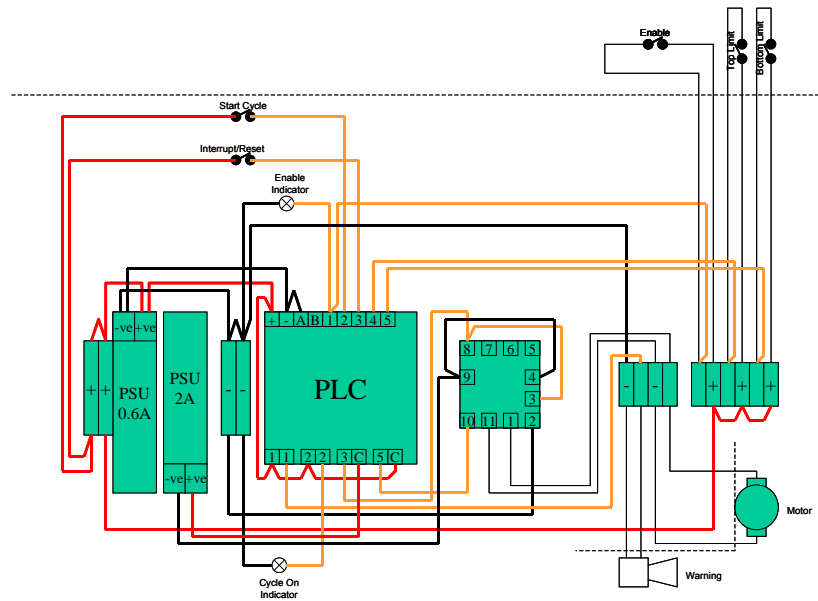 Enable
Top Limit
Bottom Limit
Start Cycle
Interrupt/Reset
Enable
Indicator
-ve +ve
+ - A B 1 2 3 4 5
+ +
PSU
0.6A
PSU
2A
-ve +ve
- -
PLC
1 1 2 2 3 C 5 C
8 7 6 5
9 4
3
10 11 1 2
- -
+ + +
Motor
Warning
Cycle On
Indicator